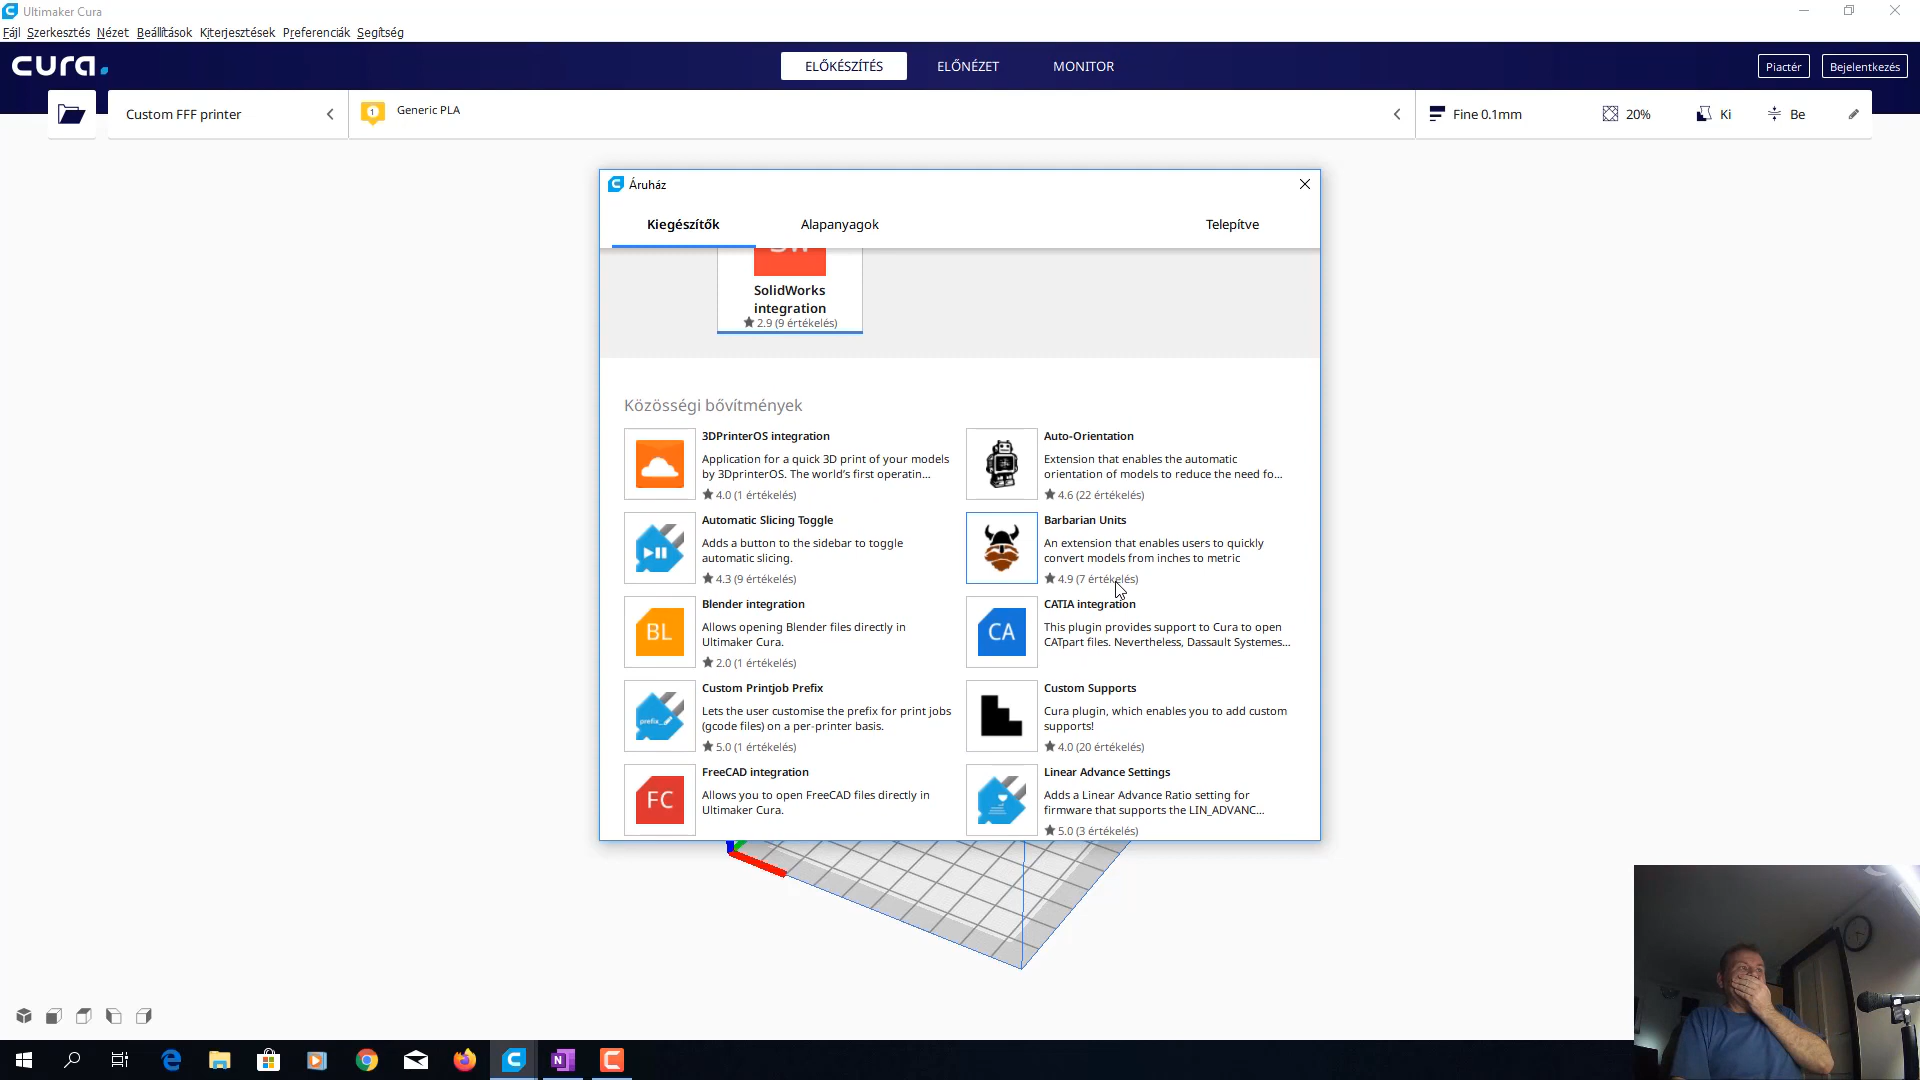 Ultimaker Cura
Fájl Szerkesztés Nézet Beállítások Kiterjesztések Preferenciák Segítség
cura.
ELŐKÉSZÍTÉS
ELŐNÉZET
MONITOR
Piactér
Bejelentkezés
Custom FFF printer
1
Generic PLA
Fine 0.1mm
20%
Ki
Be
Áruház
Kiegészítők
Alapanyagok
Telepítve
SolidWorks
integration
2.9 (9 értékelés)
Közösségi bővítmények
3DPrinterOS integration
Application for a quick 3D print of your models
by 3DprinterOS. The world's first operatin...
4.0 (1 értékelés)
Auto-Orientation
Extension that enables the automatic
orientation of models to reduce the need fo...
4.6 (22 értékelés)
Automatic Slicing Toggle
Adds a button to the sidebar to toggle
automatic slicing.
4.3 (9 értékelés)
Barbarian Units
An extension that enables users to quickly
convert models from inches to metric
4.9 (7 értékelés)
BL
Blender integration
Allows opening Blender files directly in
Ultimaker Cura.
2.0 (1 értékelés)
CA
CATIA integration
This plugin provides support to Cura to open
CATpart files. Nevertheless, Dassault Systemes...
prefix_
Custom Printjob Prefix
Lets the user customise the prefix for print jobs
(gcode files) on a per-printer basis.
5.0 (1 értékelés)
Custom Supports
Cura plugin, which enables you to add custom
supports!
4.0 (20 értékelés)
FC
FreeCAD integration
Allows you to open FreeCAD files directly in
Ultimaker Cura.
Linear Advance Settings
Adds a Linear Advance Ratio setting for
firmware that supports the LIN_ADVANC...
5.0 (3 értékelés)